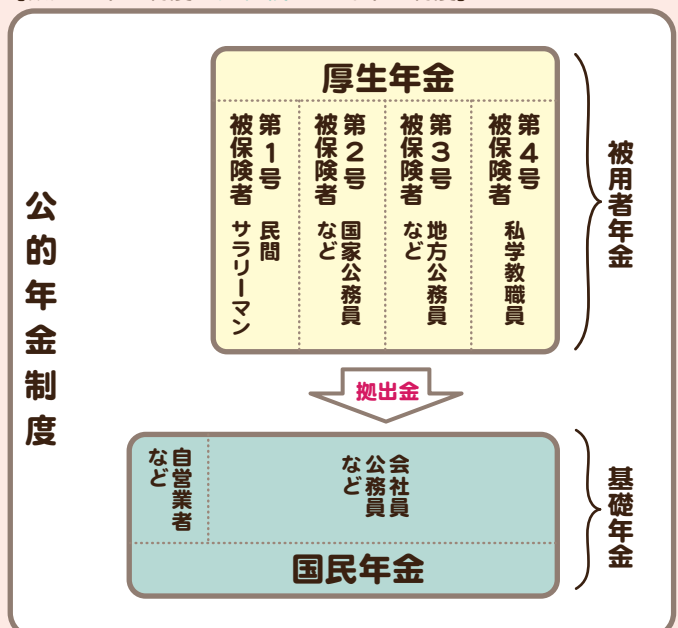 公的年金制度
厚生年金
第1号
被保険者
民間
サラリーマン
第2号
被保険者
国家公務員
など
第3号
被保険者
地方公務員
など
第4号
被保険者
私学教職員
被用者年金
拠出金
自営業者
など
会社員
公務員
など
国民年金
基礎年金